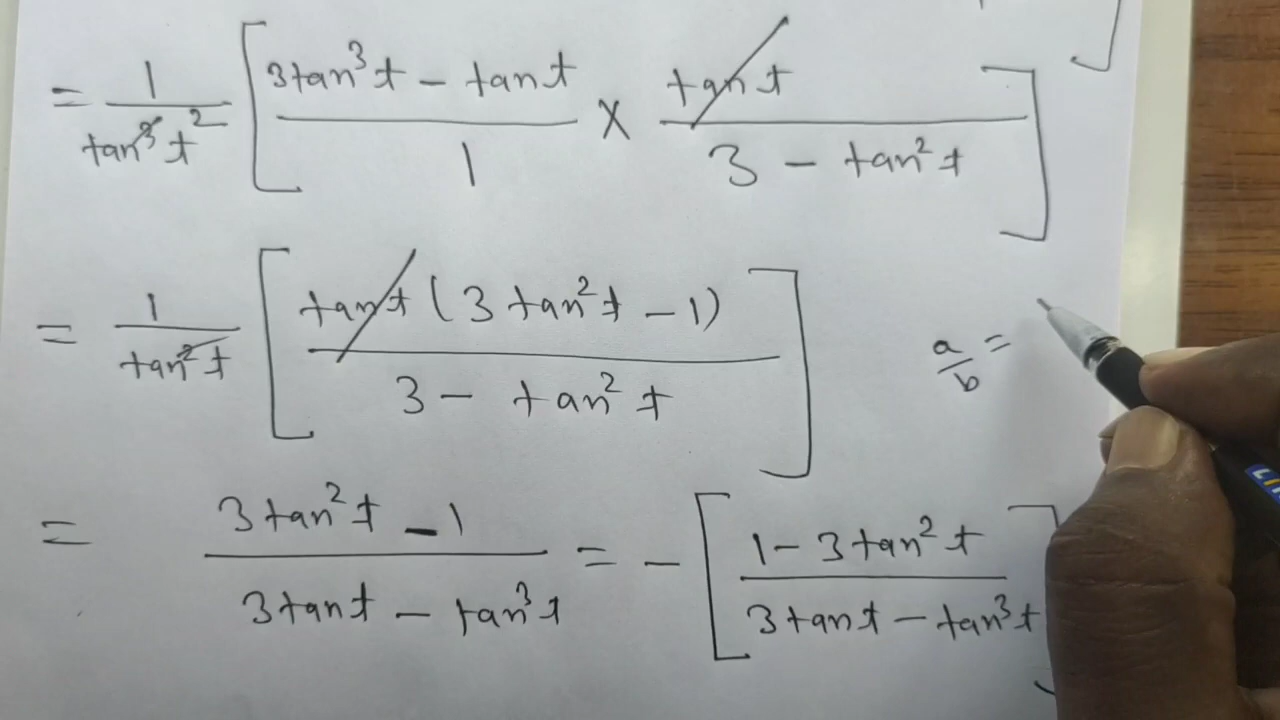 = 1/tan³t² [ (3tan³t − tant)/1 × tant/(3 − tan²t) ]
= 1/tan²t [ tant(3tan²t − 1)/(3 − tan²t) ]
a/b =
= (3tan²t − 1)/(3tant − tan³t) = − [ (1 − 3tan²t)/(3tant − tan³t) ]